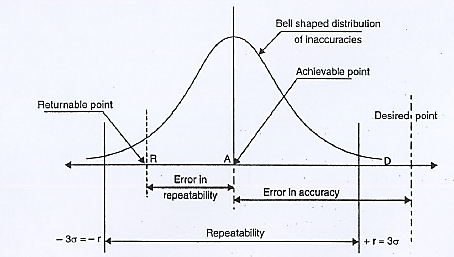 Bell shaped distribution
of inaccuracies
Achievable point
Returnable point
Desired point
R
A
D
Error in
repeatability
Error in accuracy
– 3σ = – r
Repeatability
+ r = 3σ